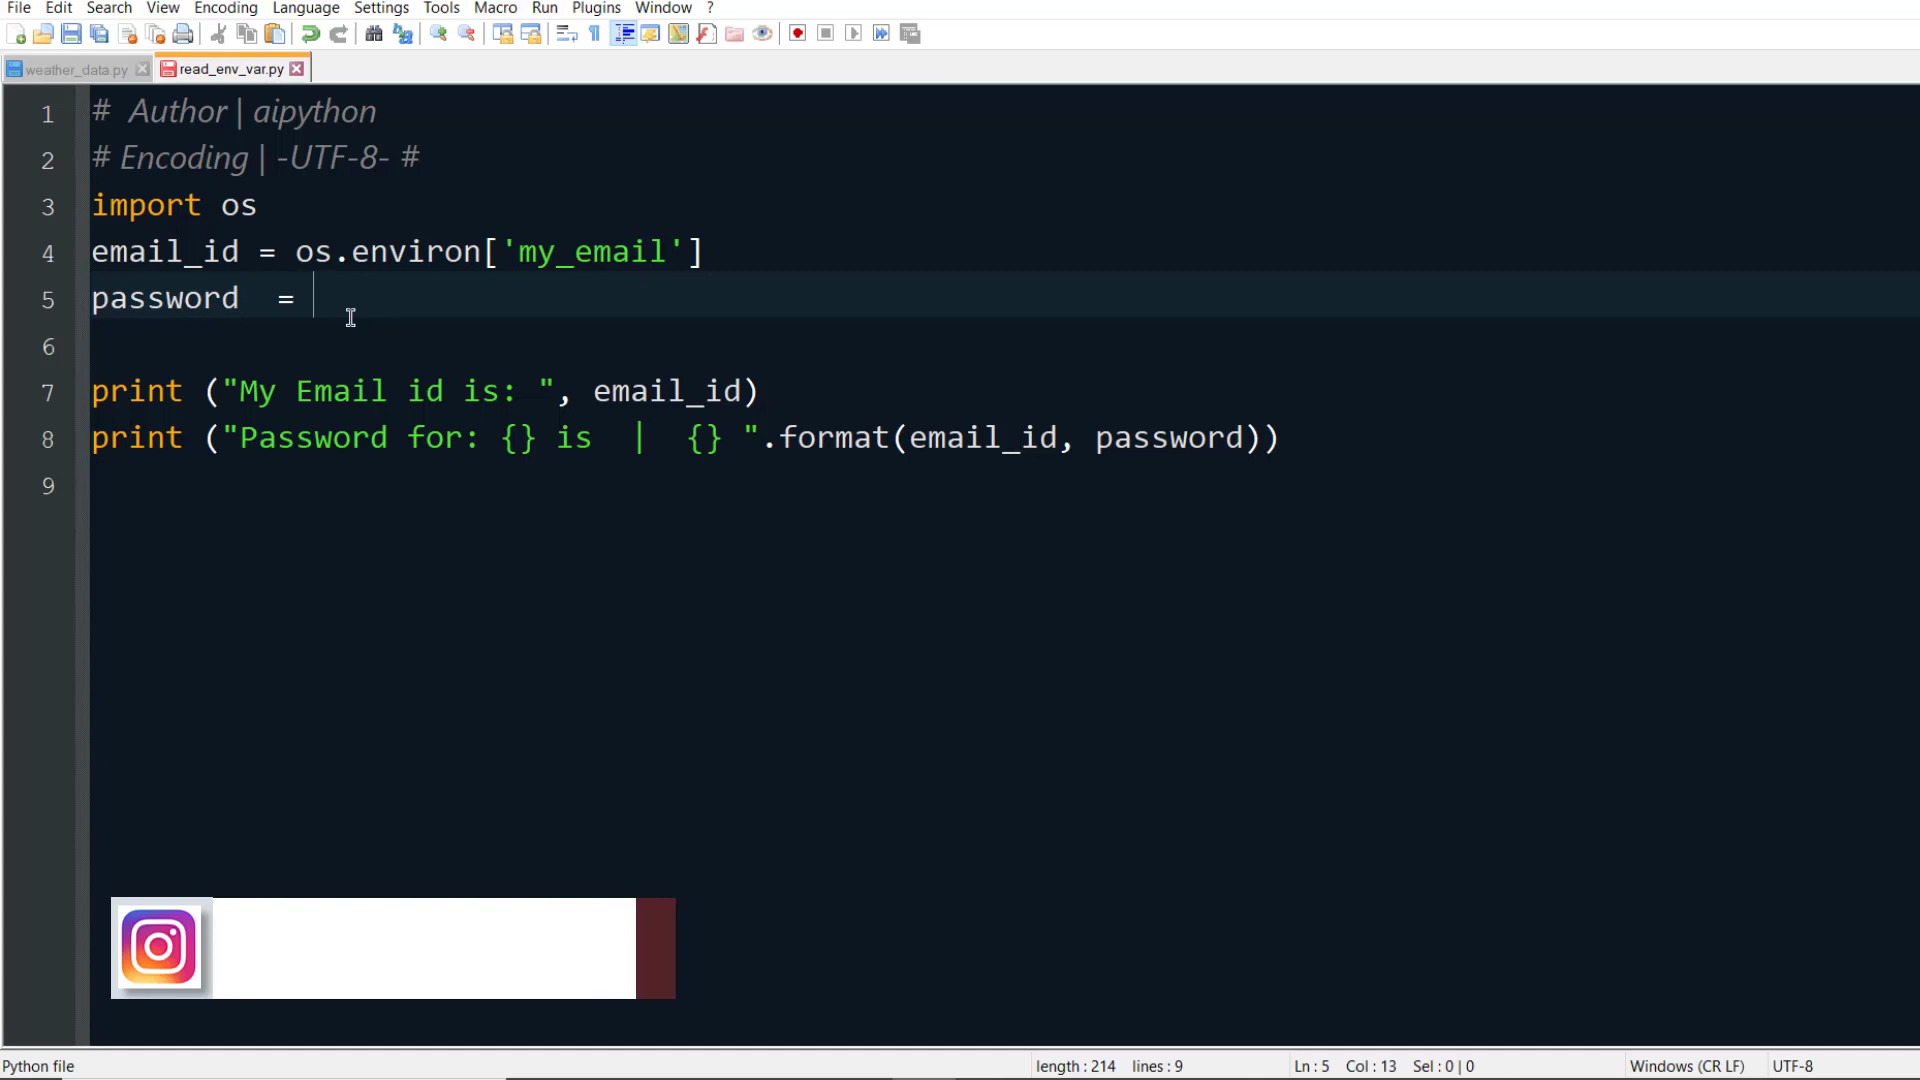 File Edit Search View Encoding Language Settings Tools Macro Run Plugins Window ?
weather_data.py read_env_var.py
1 # Author | aipython
2 # Encoding | -UTF-8- #
3 import os
4 email_id = os.environ['my_email']
5 password  =
6
7 print ("My Email id is: ", email_id)
8 print ("Password for: {} is  |  {} ".format(email_id, password))
9
Python file length : 214 lines : 9 Ln : 5 Col : 13 Sel : 0 | 0 Windows (CR LF) UTF-8